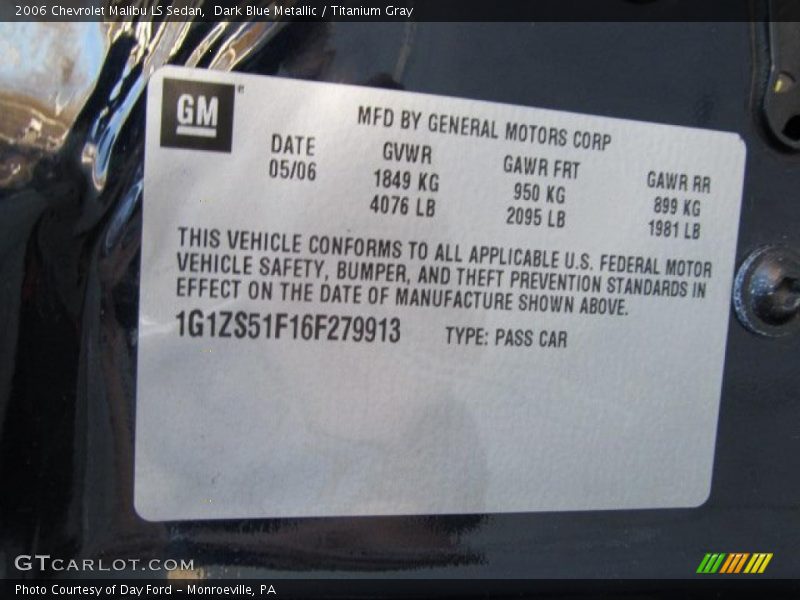 2006 Chevrolet Malibu LS Sedan,  Dark Blue Metallic / Titanium Gray
GM
MFD BY GENERAL MOTORS CORP
DATE GVWR GAWR FRT GAWR RR
05/06 1849 KG 950 KG 899 KG
4076 LB 2095 LB 1981 LB
THIS VEHICLE CONFORMS TO ALL APPLICABLE U.S. FEDERAL MOTOR
VEHICLE SAFETY, BUMPER, AND THEFT PREVENTION STANDARDS IN
EFFECT ON THE DATE OF MANUFACTURE SHOWN ABOVE.
1G1ZS51F16F279913 TYPE: PASS CAR
GTCARLOT.COM
Photo Courtesy of Day Ford - Monroeville, PA